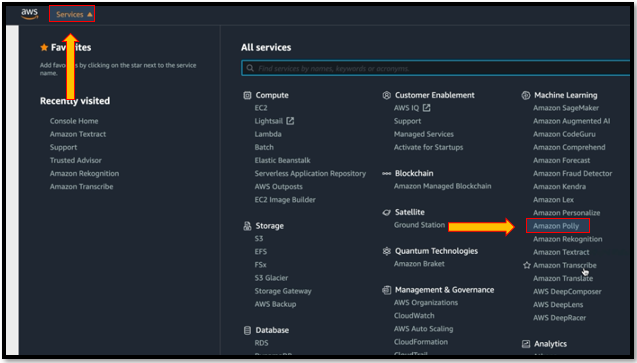 aws
Services
Favorites
Add favorites by clicking on the star next to the service
name.
Recently visited
Console Home
Amazon Textract
Support
Trusted Advisor
Amazon Rekognition
Amazon Transcribe
All services
Find services by names, keywords or acronyms.
Compute
EC2
Lightsail
Lambda
Batch
Elastic Beanstalk
Serverless Application Repository
AWS Outposts
EC2 Image Builder
Storage
S3
EFS
FSx
S3 Glacier
Storage Gateway
AWS Backup
Database
RDS
Customer Enablement
AWS IQ
Support
Managed Services
Activate for Startups
Blockchain
Amazon Managed Blockchain
Satellite
Ground Station
Quantum Technologies
Amazon Braket
Management & Governance
AWS Organizations
CloudWatch
AWS Auto Scaling
CloudFormation
CloudTrail
Machine Learning
Amazon SageMaker
Amazon Augmented AI
Amazon CodeGuru
Amazon Comprehend
Amazon Forecast
Amazon Fraud Detector
Amazon Kendra
Amazon Lex
Amazon Personalize
Amazon Polly
Amazon Rekognition
Amazon Textract
Amazon Transcribe
Amazon Translate
AWS DeepComposer
AWS DeepLens
AWS DeepRacer
Analytics